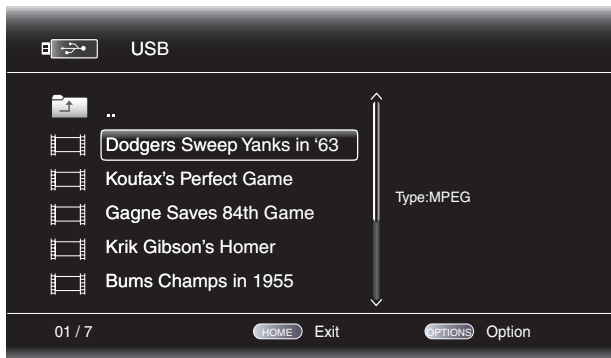 USB
..
Dodgers Sweep Yanks in ‘63
Koufax's Perfect Game
Gagne Saves 84th Game
Krik Gibson's Homer
Bums Champs in 1955
Type:MPEG
01 / 7 HOME Exit OPTIONS Option